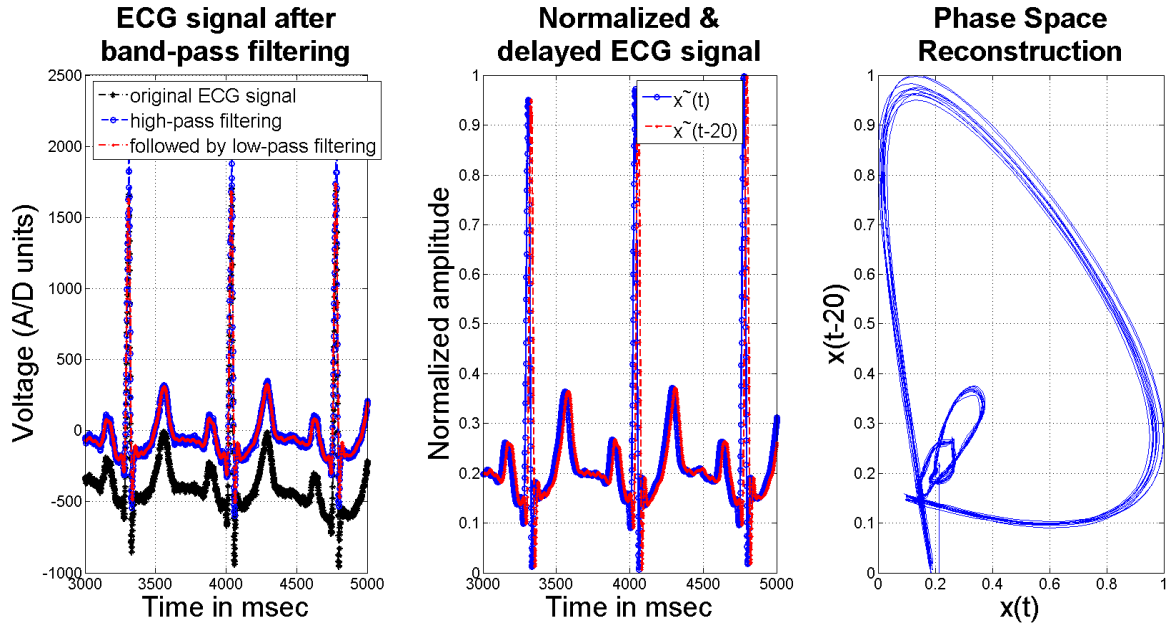 ECG signal after
band-pass filtering
2500
2000
1500
1000
500
0
-500
-1000
3000
3500
4000
4500
5000
Voltage (A/D units)
Time in msec
original ECG signal
high-pass filtering
followed by low-pass filtering
Normalized &
delayed ECG signal
1
0.9
0.8
0.7
0.6
0.5
0.4
0.3
0.2
0.1
0
3000
3500
4000
4500
5000
Normalized amplitude
Time in msec
x~(t)
x~(t-20)
Phase Space
Reconstruction
1
0.9
0.8
0.7
0.6
0.5
0.4
0.3
0.2
0.1
0
0
0.2
0.4
0.6
0.8
1
x(t-20)
x(t)